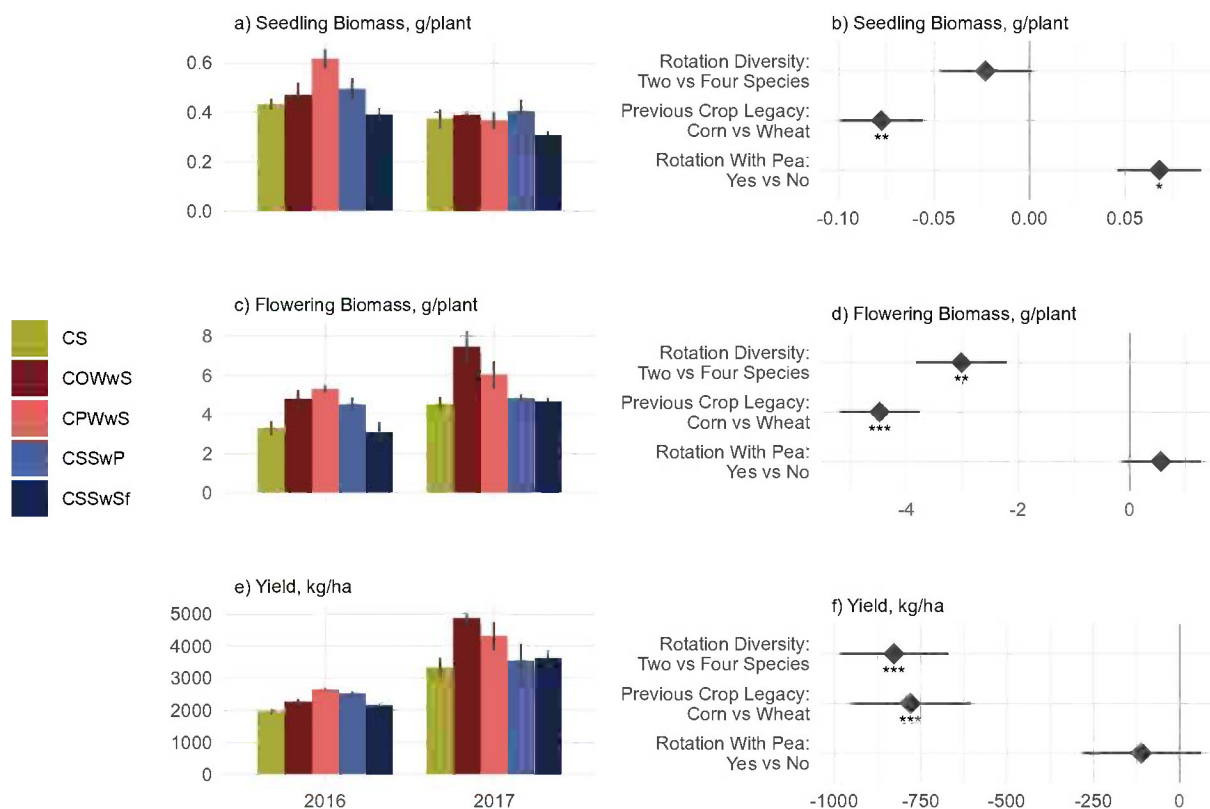 a) Seedling Biomass, g/plant
0.6
0.4
0.2
0.0
b) Seedling Biomass, g/plant
Rotation Diversity:
Two vs Four Species
Previous Crop Legacy:
Corn vs Wheat
**
Rotation With Pea:
Yes vs No
*
-0.10 -0.05 0.00 0.05
CS
COWwS
CPWwS
CSSwP
CSSwSf
c) Flowering Biomass, g/plant
8
6
4
2
0
d) Flowering Biomass, g/plant
Rotation Diversity:
Two vs Four Species
**
Previous Crop Legacy:
Corn vs Wheat
***
Rotation With Pea:
Yes vs No
-4 -2 0
e) Yield, kg/ha
5000
4000
3000
2000
1000
0
2016 2017
f) Yield, kg/ha
Rotation Diversity:
Two vs Four Species
***
Previous Crop Legacy:
Corn vs Wheat
***
Rotation With Pea:
Yes vs No
-1000 -750 -500 -250 0